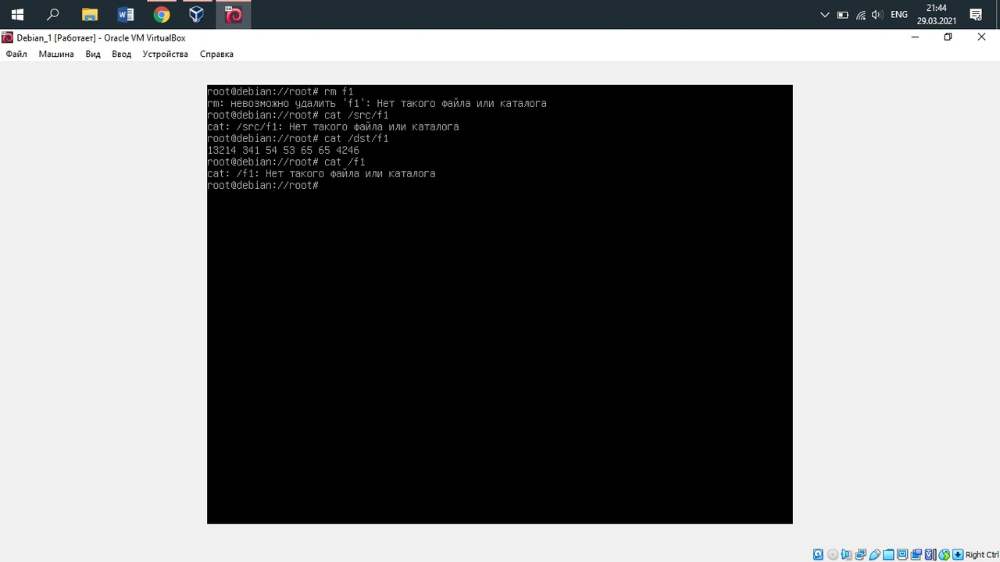 21:44
ENG
29.03.2021
Debian_1 [Работает] - Oracle VM VirtualBox
Файл Машина Вид Ввод Устройства Справка
root@debian://root# rm f1
rm: невозможно удалить 'f1': Нет такого файла или каталога
root@debian://root# cat /src/f1
cat: /src/f1: Нет такого файла или каталога
root@debian://root# cat /dst/f1
13214 341 54 53 65 65 4246
root@debian://root# cat /f1
cat: /f1: Нет такого файла или каталога
root@debian://root#
Right Ctrl